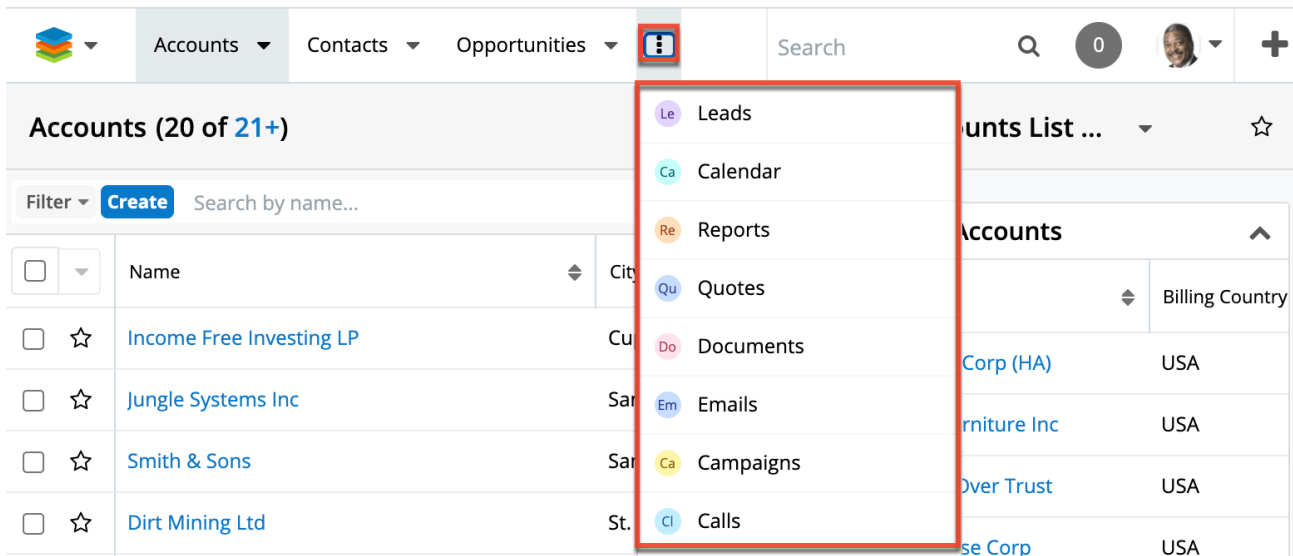 Accounts
Contacts
Opportunities
Search
0
Accounts (20 of 21+)
Le Leads
unts List ...
Ca Calendar
Filter
Create
Search by name...
Re Reports
Accounts
Name
Qu Quotes
Billing Country
Income Free Investing LP
Do Documents
Corp (HA)
USA
Jungle Systems Inc
Em Emails
rniture Inc
USA
Smith & Sons
Ca Campaigns
Over Trust
USA
Dirt Mining Ltd
St.
Cl Calls
se Corp
USA